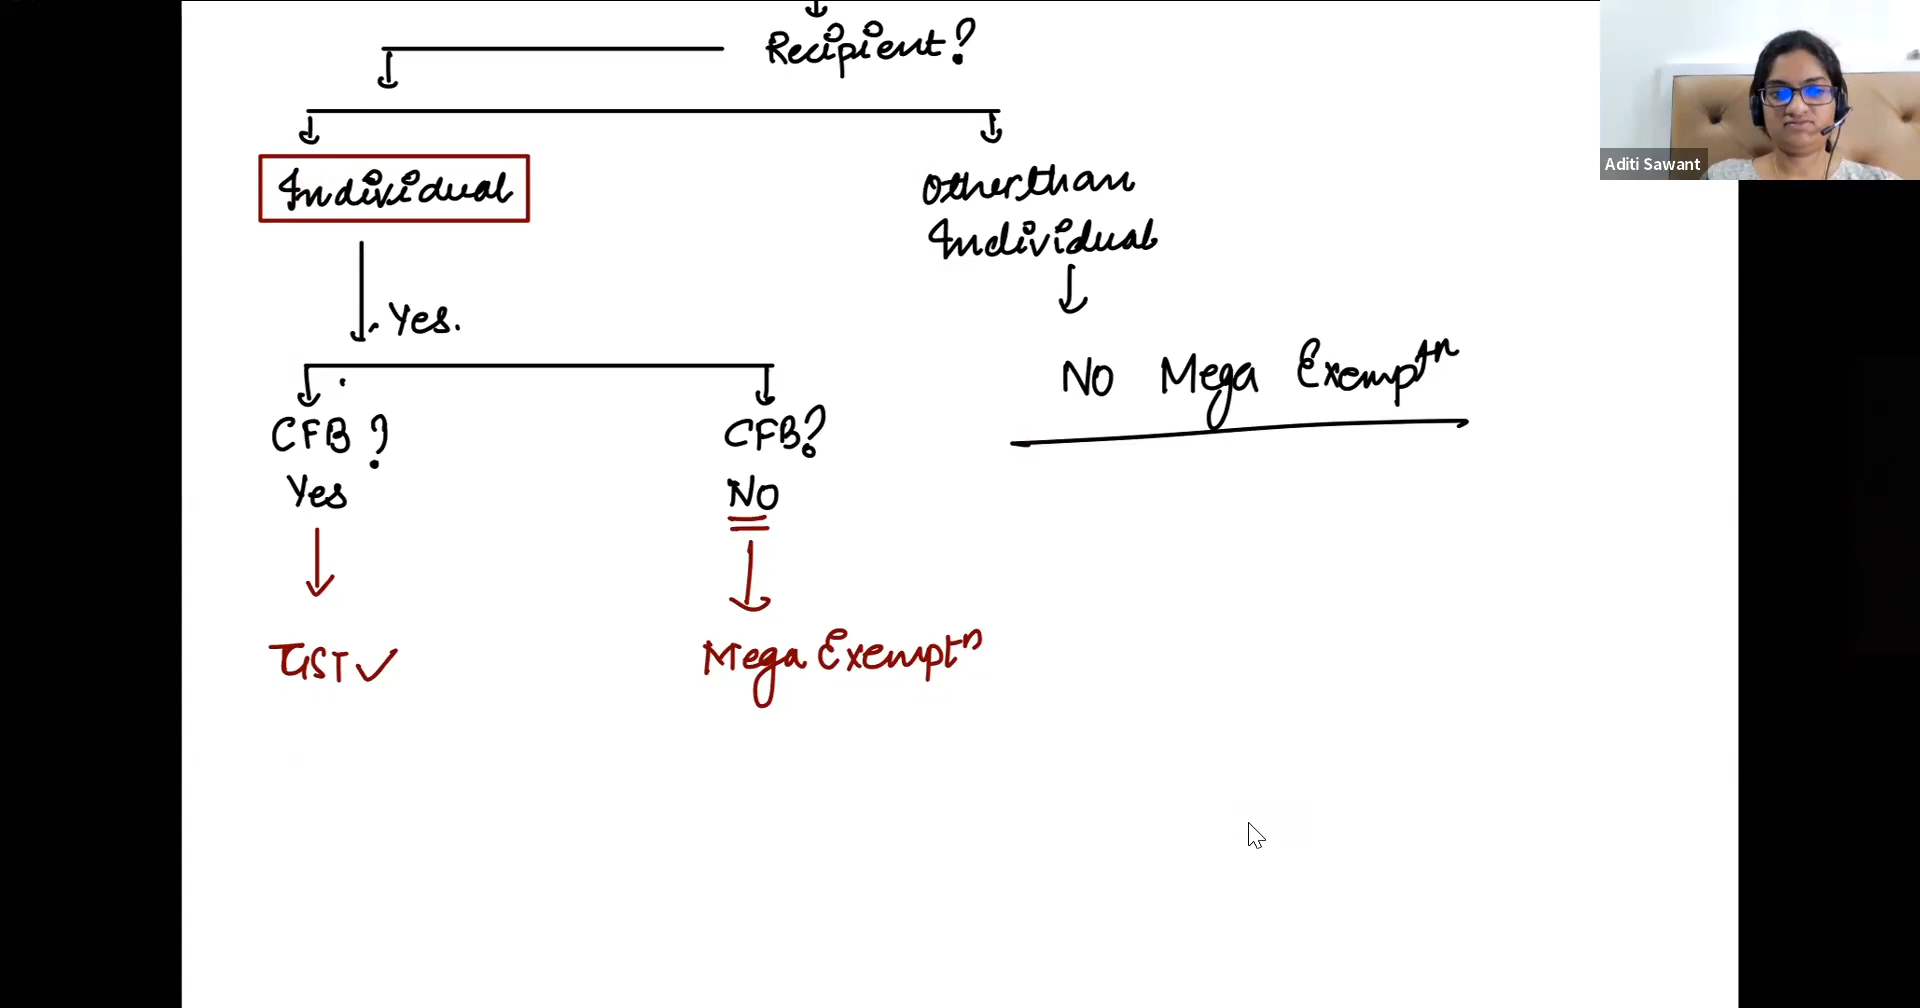 Recipient?
Aditi Sawant
Individual
Other than
Individual
Yes.
No Mega Exemptn
CFB ?
CFB?
Yes
No
GST ✓
Mega Exemptn